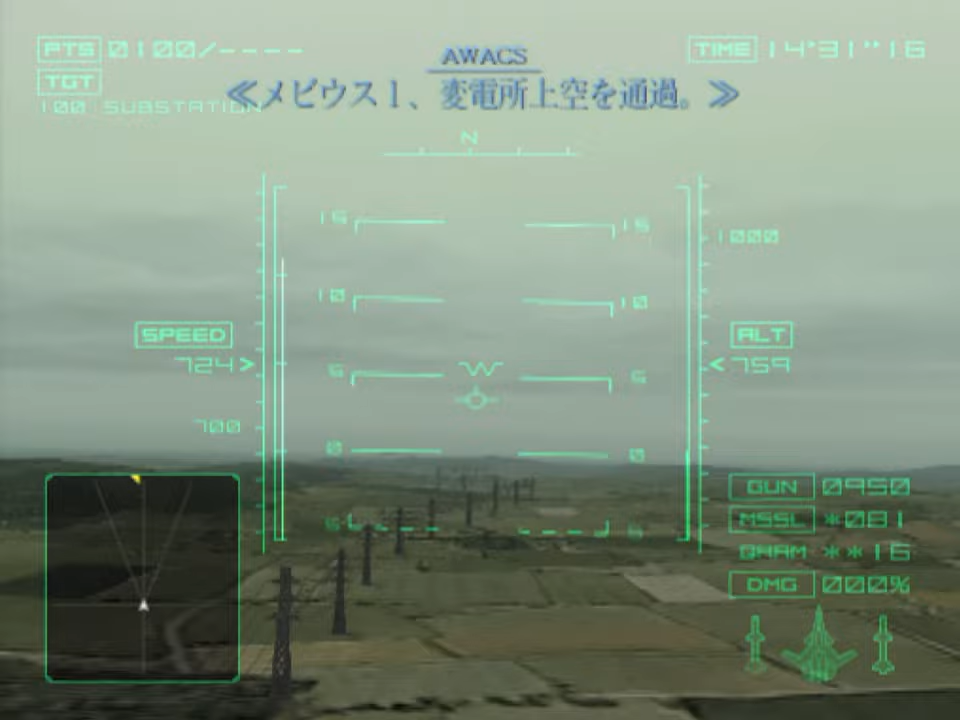 PTS 0100/----
AWACS
TIME 14"31"16
TGT
≪メビウス1、変電所上空を通過。≫
100 SUBSTATION
N
15 15
1000
10 10
SPEED
ALT
724>
<759
5 5
700
0 0
GUN 0950
MSSL *081
5 5
QAAM **16
DMG 000%